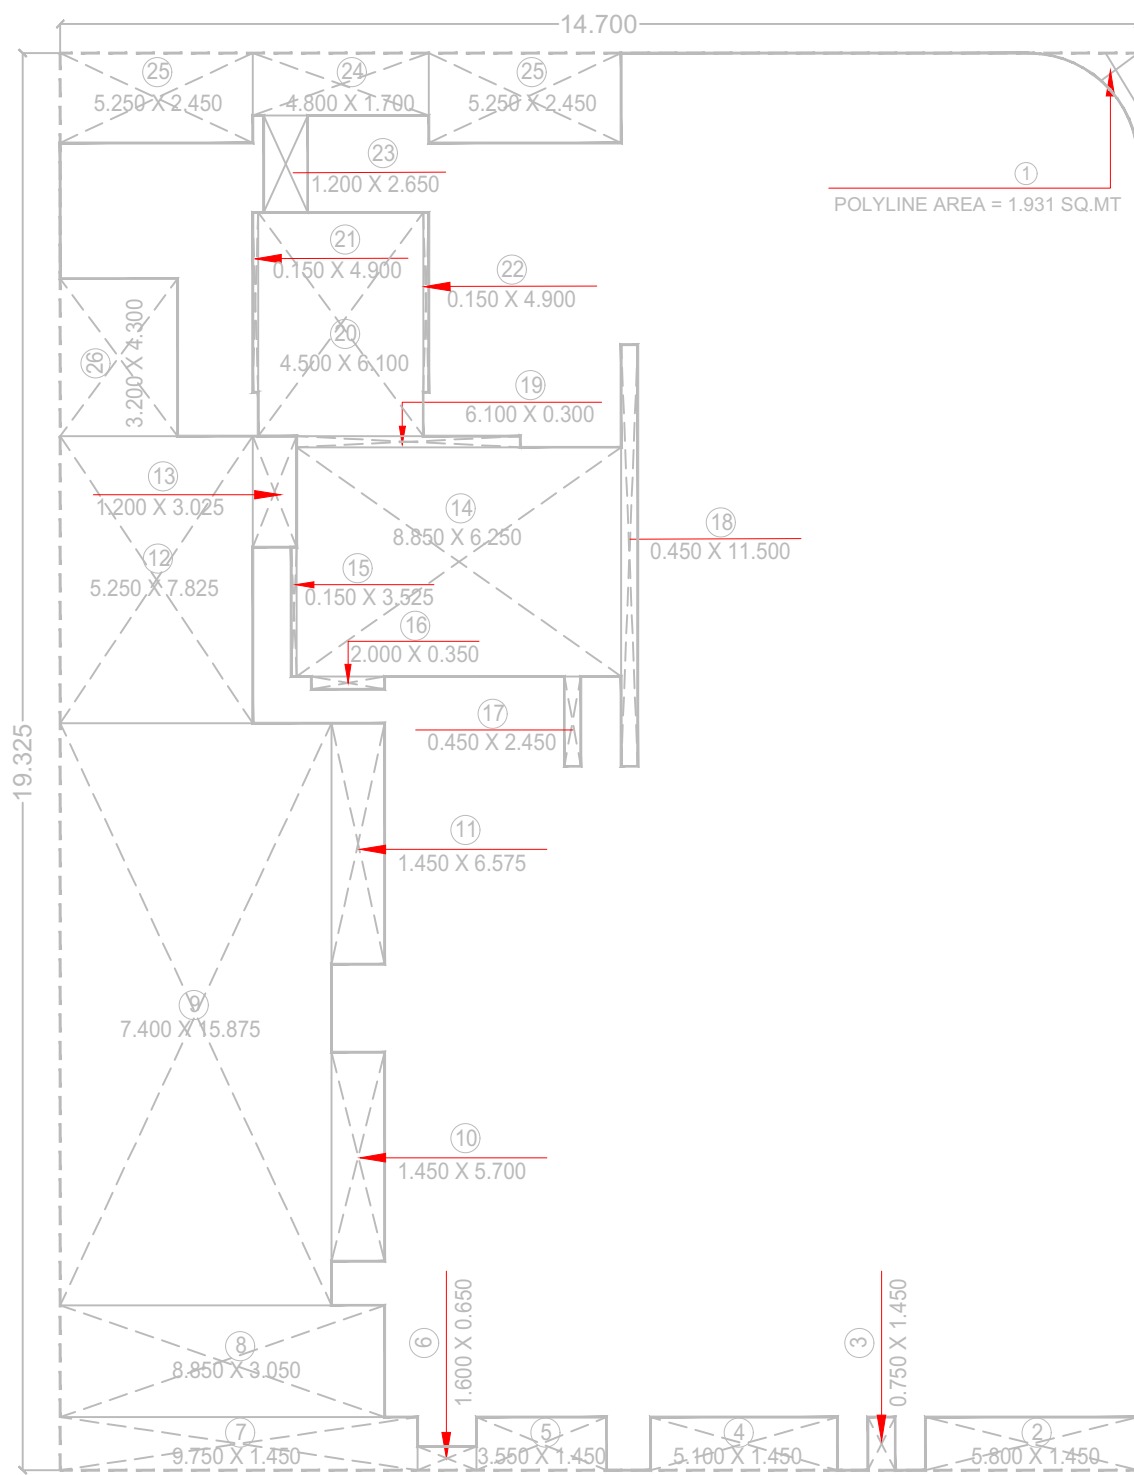 14.700
25
5.250 X 2.450
24
4.800 X 1.700
25
5.250 X 2.450
23
1.200 X 2.650
1
POLYLINE AREA = 1.931 SQ.MT
21
0.150 X 4.900
22
0.150 X 4.900
20
4.500 X 6.100
26
3.200 X 4.300
19
6.100 X 0.300
13
1.200 X 3.025
14
8.850 X 6.250
18
0.450 X 11.500
12
5.250 X 7.825
15
0.150 X 3.525
16
2.000 X 0.350
17
0.450 X 2.450
19.325
11
1.450 X 6.575
9
7.400 X 15.875
10
1.450 X 5.700
8
8.850 X 3.050
6
1.600 X 0.650
3
0.750 X 1.450
7
9.750 X 1.450
5
3.550 X 1.450
4
5.100 X 1.450
2
5.800 X 1.450